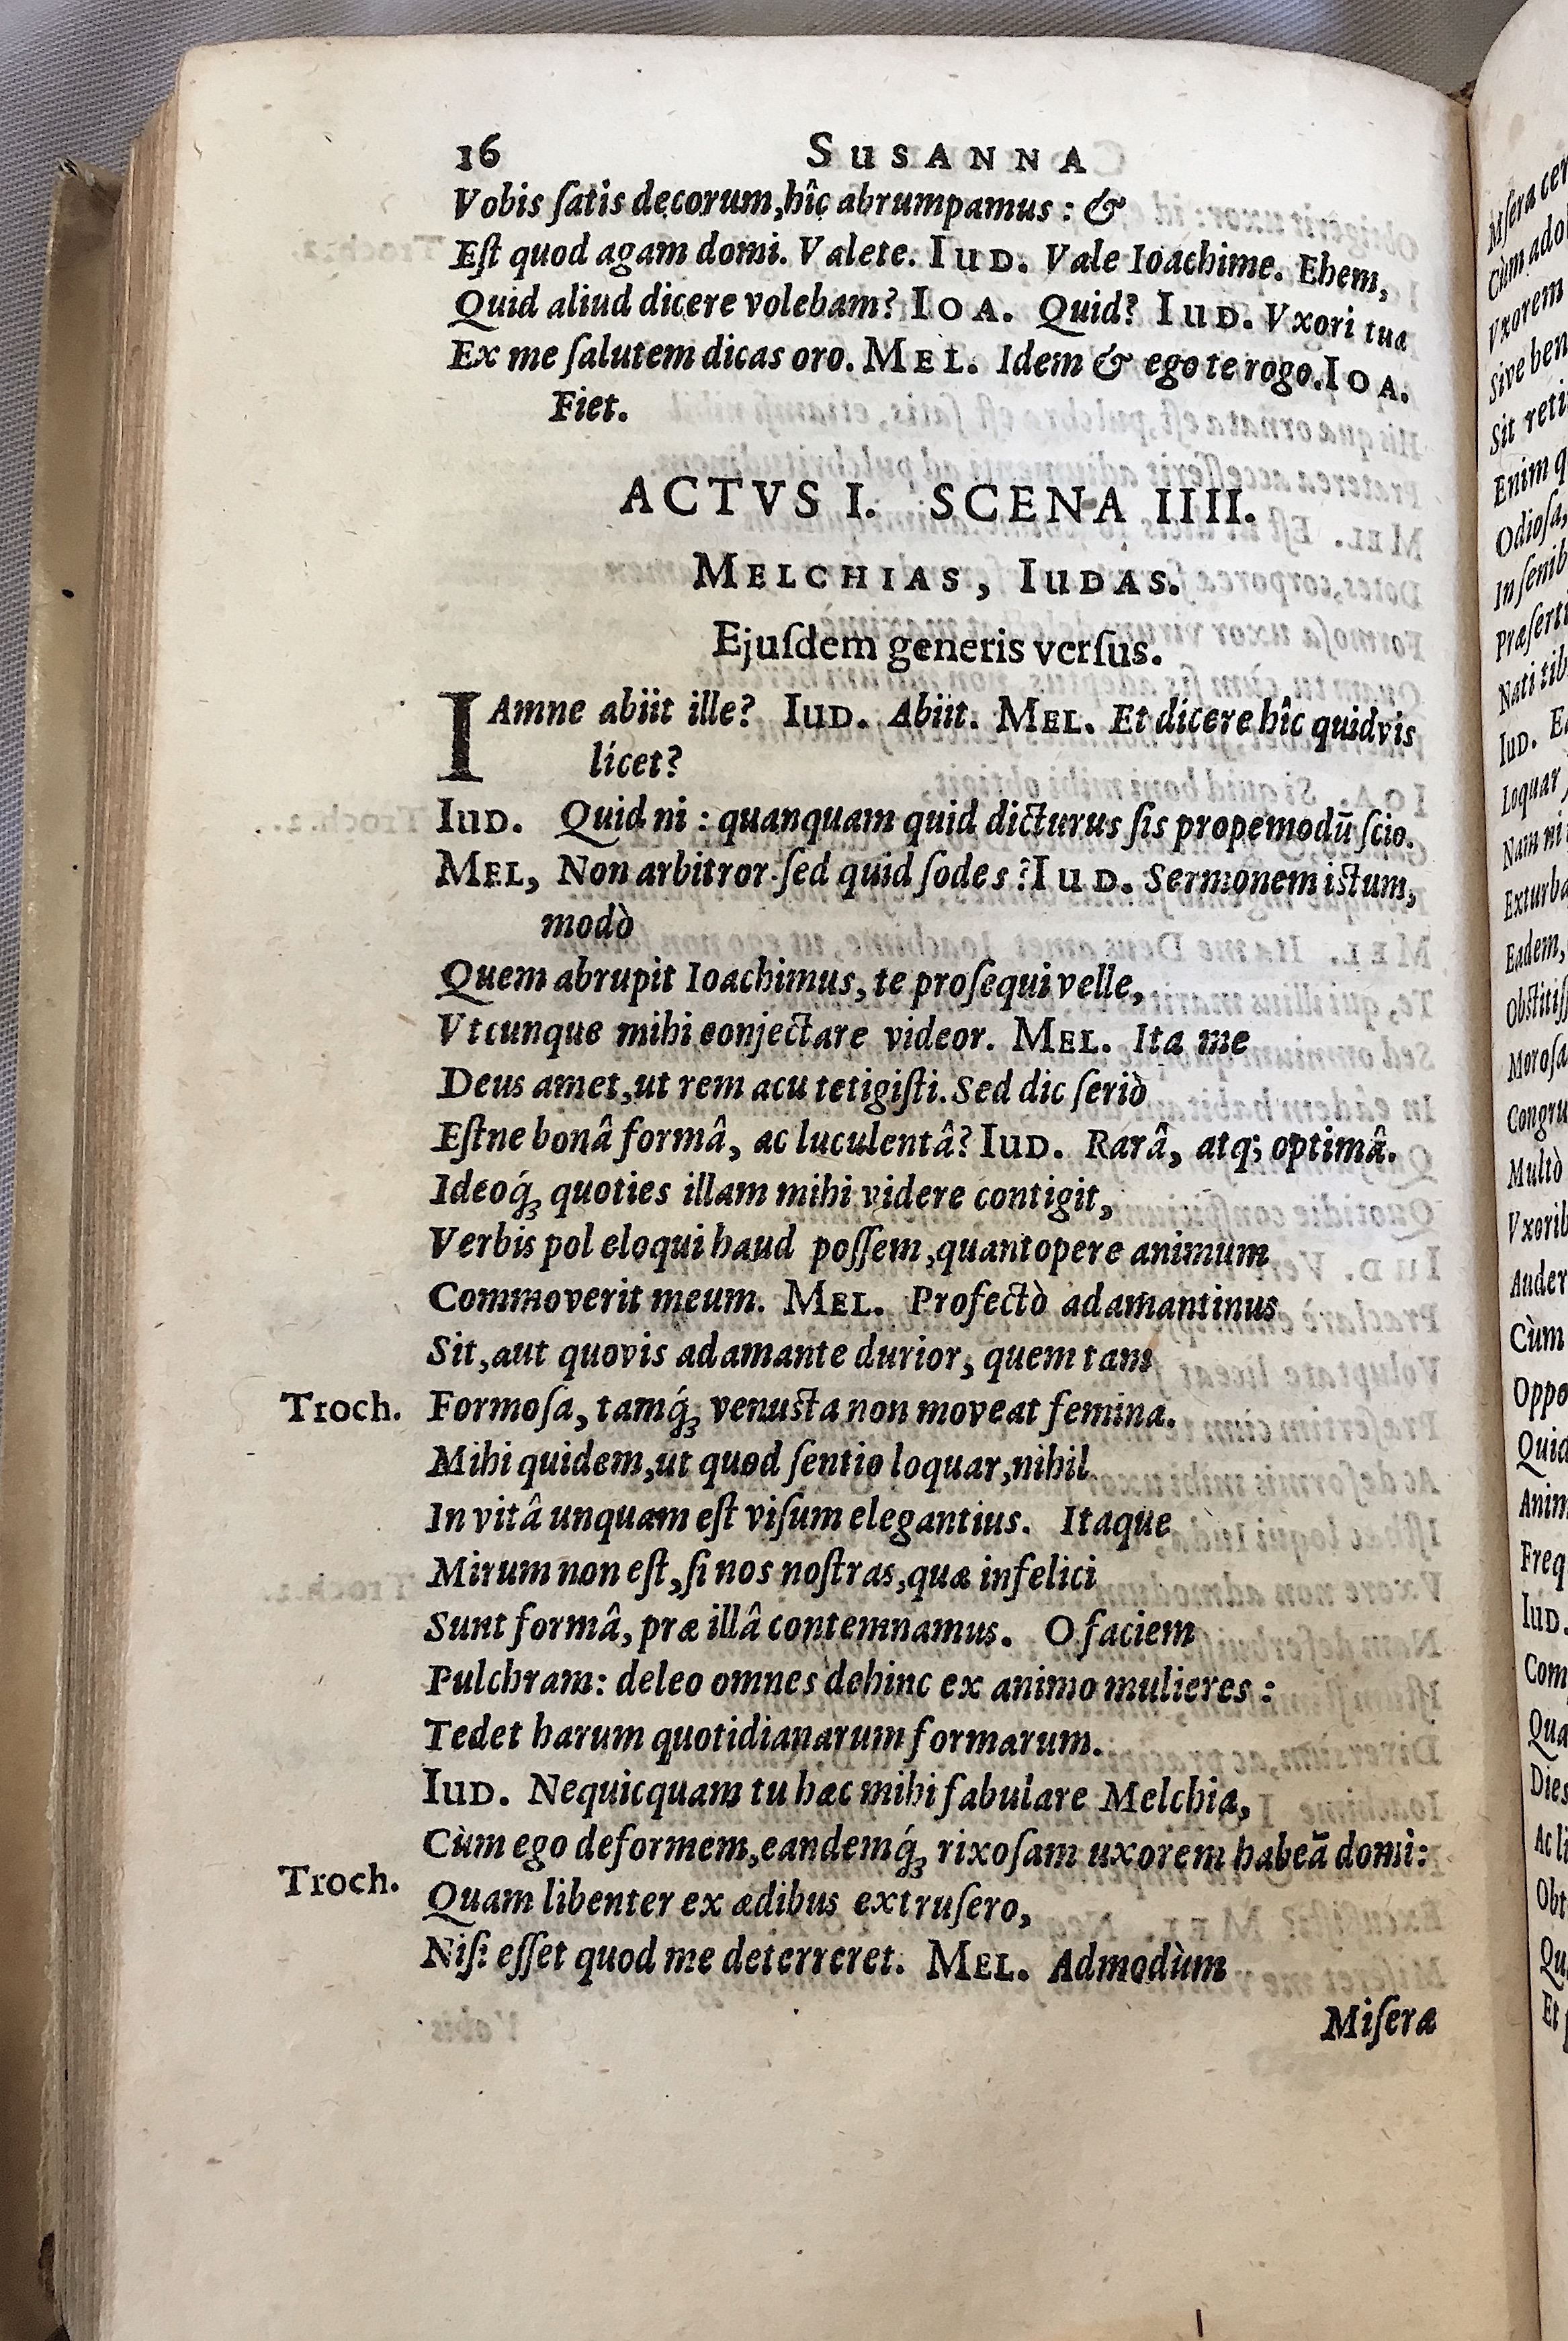 16 SUSANNA
Vobis ſatis decorum, hîc abrumpamus: &
Eſt quod agam domi. Valete. IUD. Vale Ioachime. Ehem,
Quid aliud dicere volebam? IOA. Quid? IUD. Vxori tuæ
Ex me ſalutem dicas oro. MEL. Idem & ego te rogo. IOA.
Fiet.
ACTVS I. SCENA IIII.
MELCHIAS, IUDAS.
Ejuſdem generis verſus.
IAmne abiit ille? IUD. Abiit. MEL. Et dicere hîc quidvis
licet?
IUD. Quid ni: quanquam quid dicturus ſis propemodū ſcio.
MEL, Non arbitror. ſed quid ſodes? IUD. Sermonem iſtum,
modò
Quem abrupit Ioachimus, te proſequi velle,
Vtcunque mihi conjectare videor. MEL. Ita me
Deus amet, ut rem acu tetigiſti. Sed dic ſeriò
Eſtne bonâ formâ, ac luculentâ? IUD. Rarâ, atq; optimâ.
Ideoq́ꝫ quoties illam mihi videre contigit,
Verbis pol eloqui haud poſſem, quantopere animum
Commoverit meum. MEL. Profectò adamantinus
Sit, aut quovis adamante durior, quem tam
Troch. Formoſa, tamq́ꝫ venuſta non moveat femina.
Mihi quidem, ut quod ſentio loquar, nihil
In vitâ unquam eſt viſum elegantius. Itaque
Mirum non eſt, ſi nos noſtras, quæ infelici
Sunt formâ, præ illâ contemnamus. O faciem
Pulchram: deleo omnes dehinc ex animo mulieres:
Tedet harum quotidianarum formarum.
IUD. Nequicquam tu hæc mihi fabulare Melchia,
Cùm ego deformem, eandemq́ꝫ rixoſam uxorem habeā domi:
Troch. Quam libenter ex ædibus extruſero,
Niſi eſſet quod me deterreret. MEL. Admodùm
Miſeræ